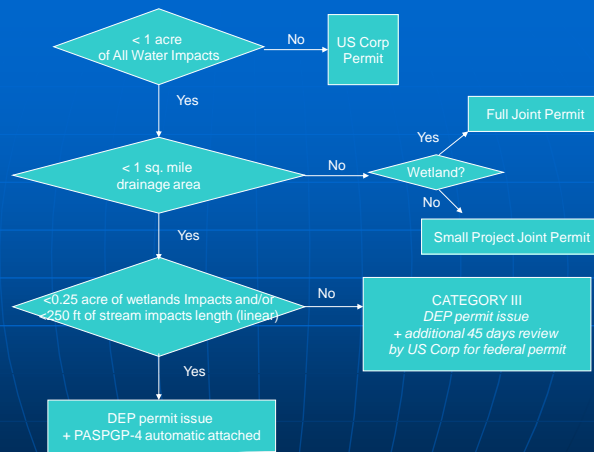 < 1 acre
of All Water Impacts
No
US Corp
Permit
Yes
Full Joint Permit
Yes
< 1 sq. mile
drainage area
No
Wetland?
No
Yes
Small Project Joint Permit
<0.25 acre of wetlands Impacts and/or
<250 ft of stream impacts length (linear)
No
CATEGORY III
DEP permit issue
+ additional 45 days review
by US Corp for federal permit
Yes
DEP permit issue
+ PASPGP-4 automatic attached